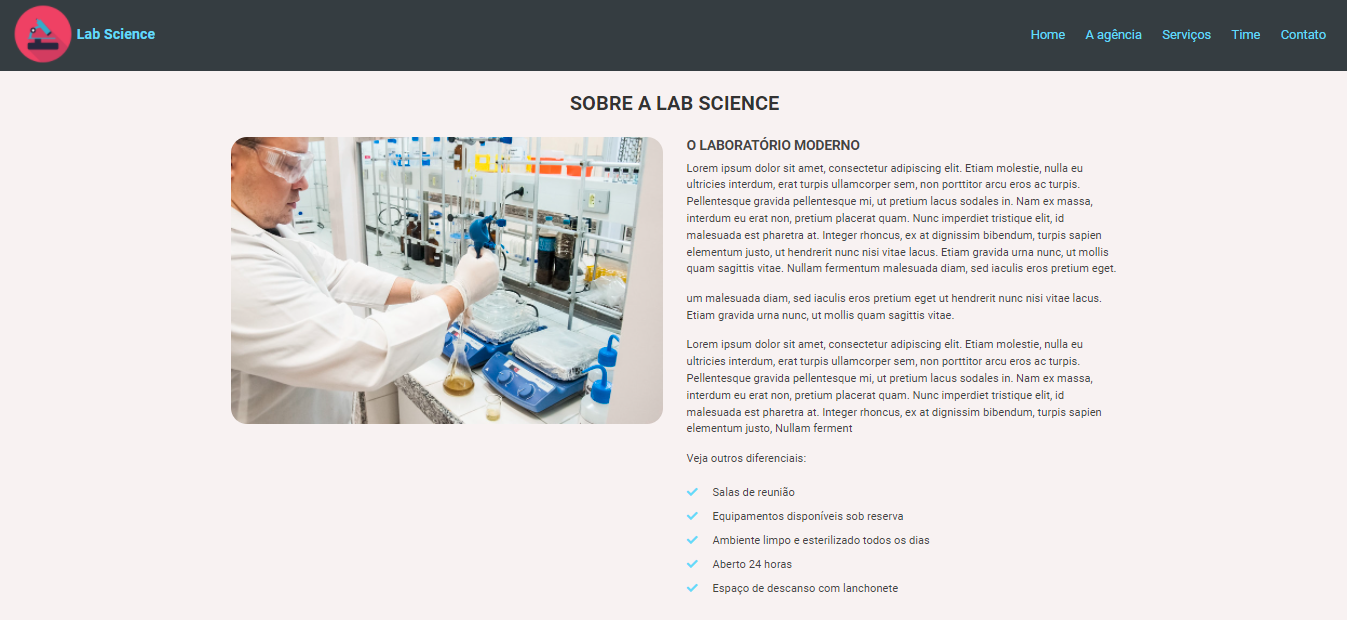 Lab Science
Home
A agência
Serviços
Time
Contato
SOBRE A LAB SCIENCE
O LABORATÓRIO MODERNO
Lorem ipsum dolor sit amet, consectetur adipiscing elit. Etiam molestie, nulla eu
ultricies interdum, erat turpis ullamcorper sem, non porttitor arcu eros ac turpis.
Pellentesque gravida pellentesque mi, ut pretium lacus sodales in. Nam ex massa,
interdum eu erat non, pretium placerat quam. Nunc imperdiet tristique elit, id
malesuada est pharetra at. Integer rhoncus, ex at dignissim bibendum, turpis sapien
elementum justo, ut hendrerit nunc nisi vitae lacus. Etiam gravida urna nunc, ut mollis
quam sagittis vitae. Nullam fermentum malesuada diam, sed iaculis eros pretium eget.
um malesuada diam, sed iaculis eros pretium eget ut hendrerit nunc nisi vitae lacus.
Etiam gravida urna nunc, ut mollis quam sagittis vitae.
Lorem ipsum dolor sit amet, consectetur adipiscing elit. Etiam molestie, nulla eu
ultricies interdum, erat turpis ullamcorper sem, non porttitor arcu eros ac turpis.
Pellentesque gravida pellentesque mi, ut pretium lacus sodales in. Nam ex massa,
interdum eu erat non, pretium placerat quam. Nunc imperdiet tristique elit, id
malesuada est pharetra at. Integer rhoncus, ex at dignissim bibendum, turpis sapien
elementum justo, Nullam ferment
Veja outros diferenciais:
Salas de reunião
Equipamentos disponíveis sob reserva
Ambiente limpo e esterilizado todos os dias
Aberto 24 horas
Espaço de descanso com lanchonete